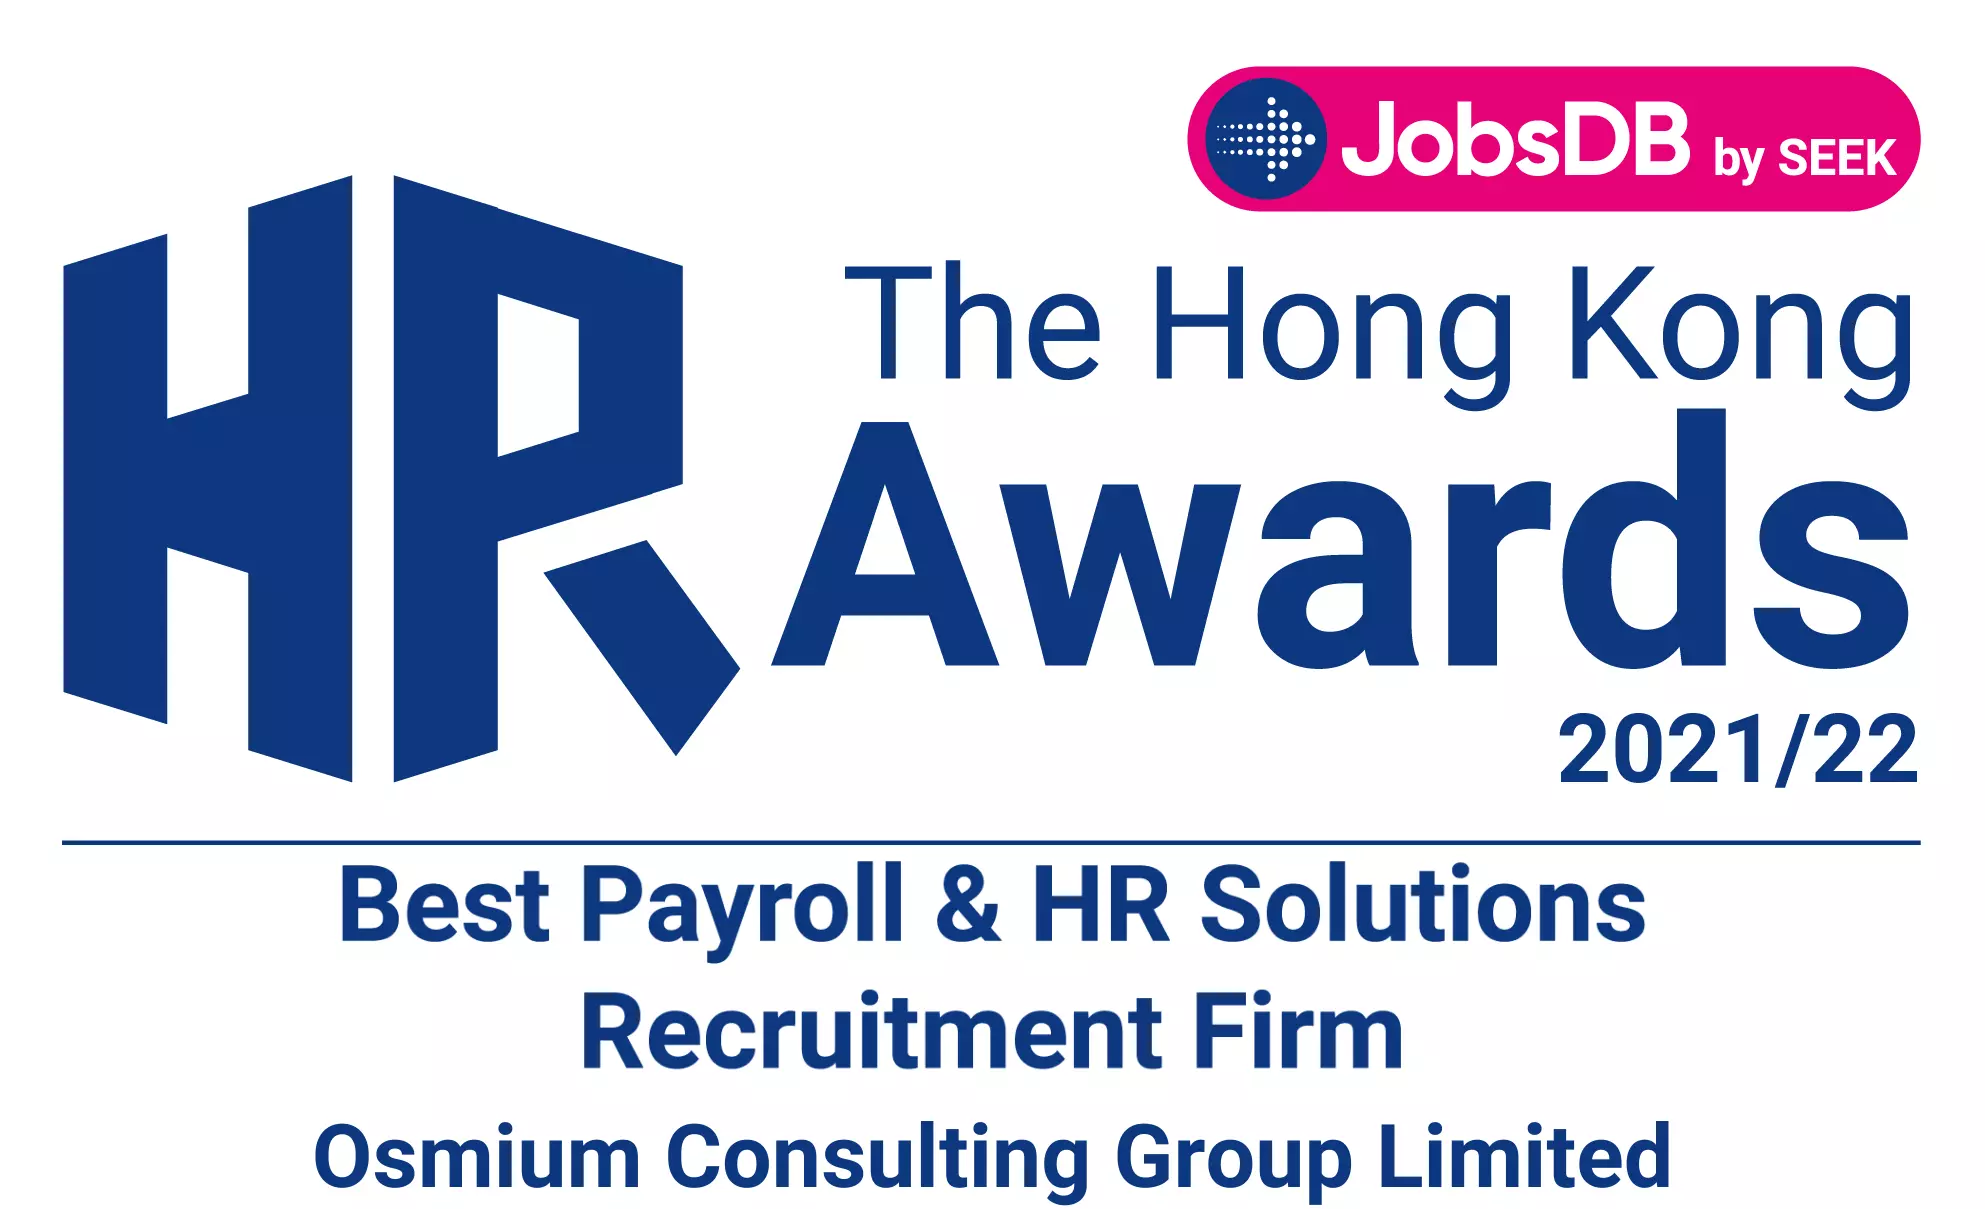 JobsDB by SEEK
HR
The Hong Kong
Awards
2021/22
Best Payroll & HR Solutions
Recruitment Firm
Osmium Consulting Group Limited